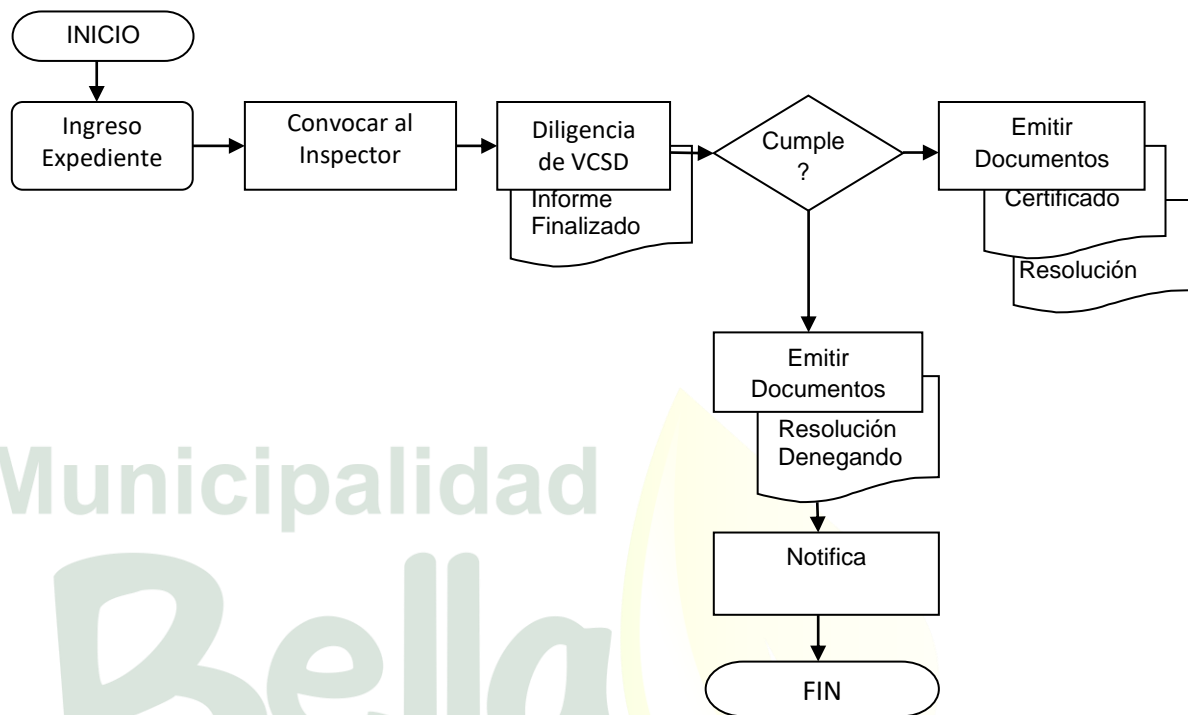 INICIO
Ingreso
Expediente
Convocar al
Inspector
Diligencia
de VCSD
Informe
Finalizado
Cumple
?
Emitir
Documentos
Certificado
Resolución
Emitir
Documentos
Resolución
Denegando
Notifica
FIN
Municipalidad
Bella